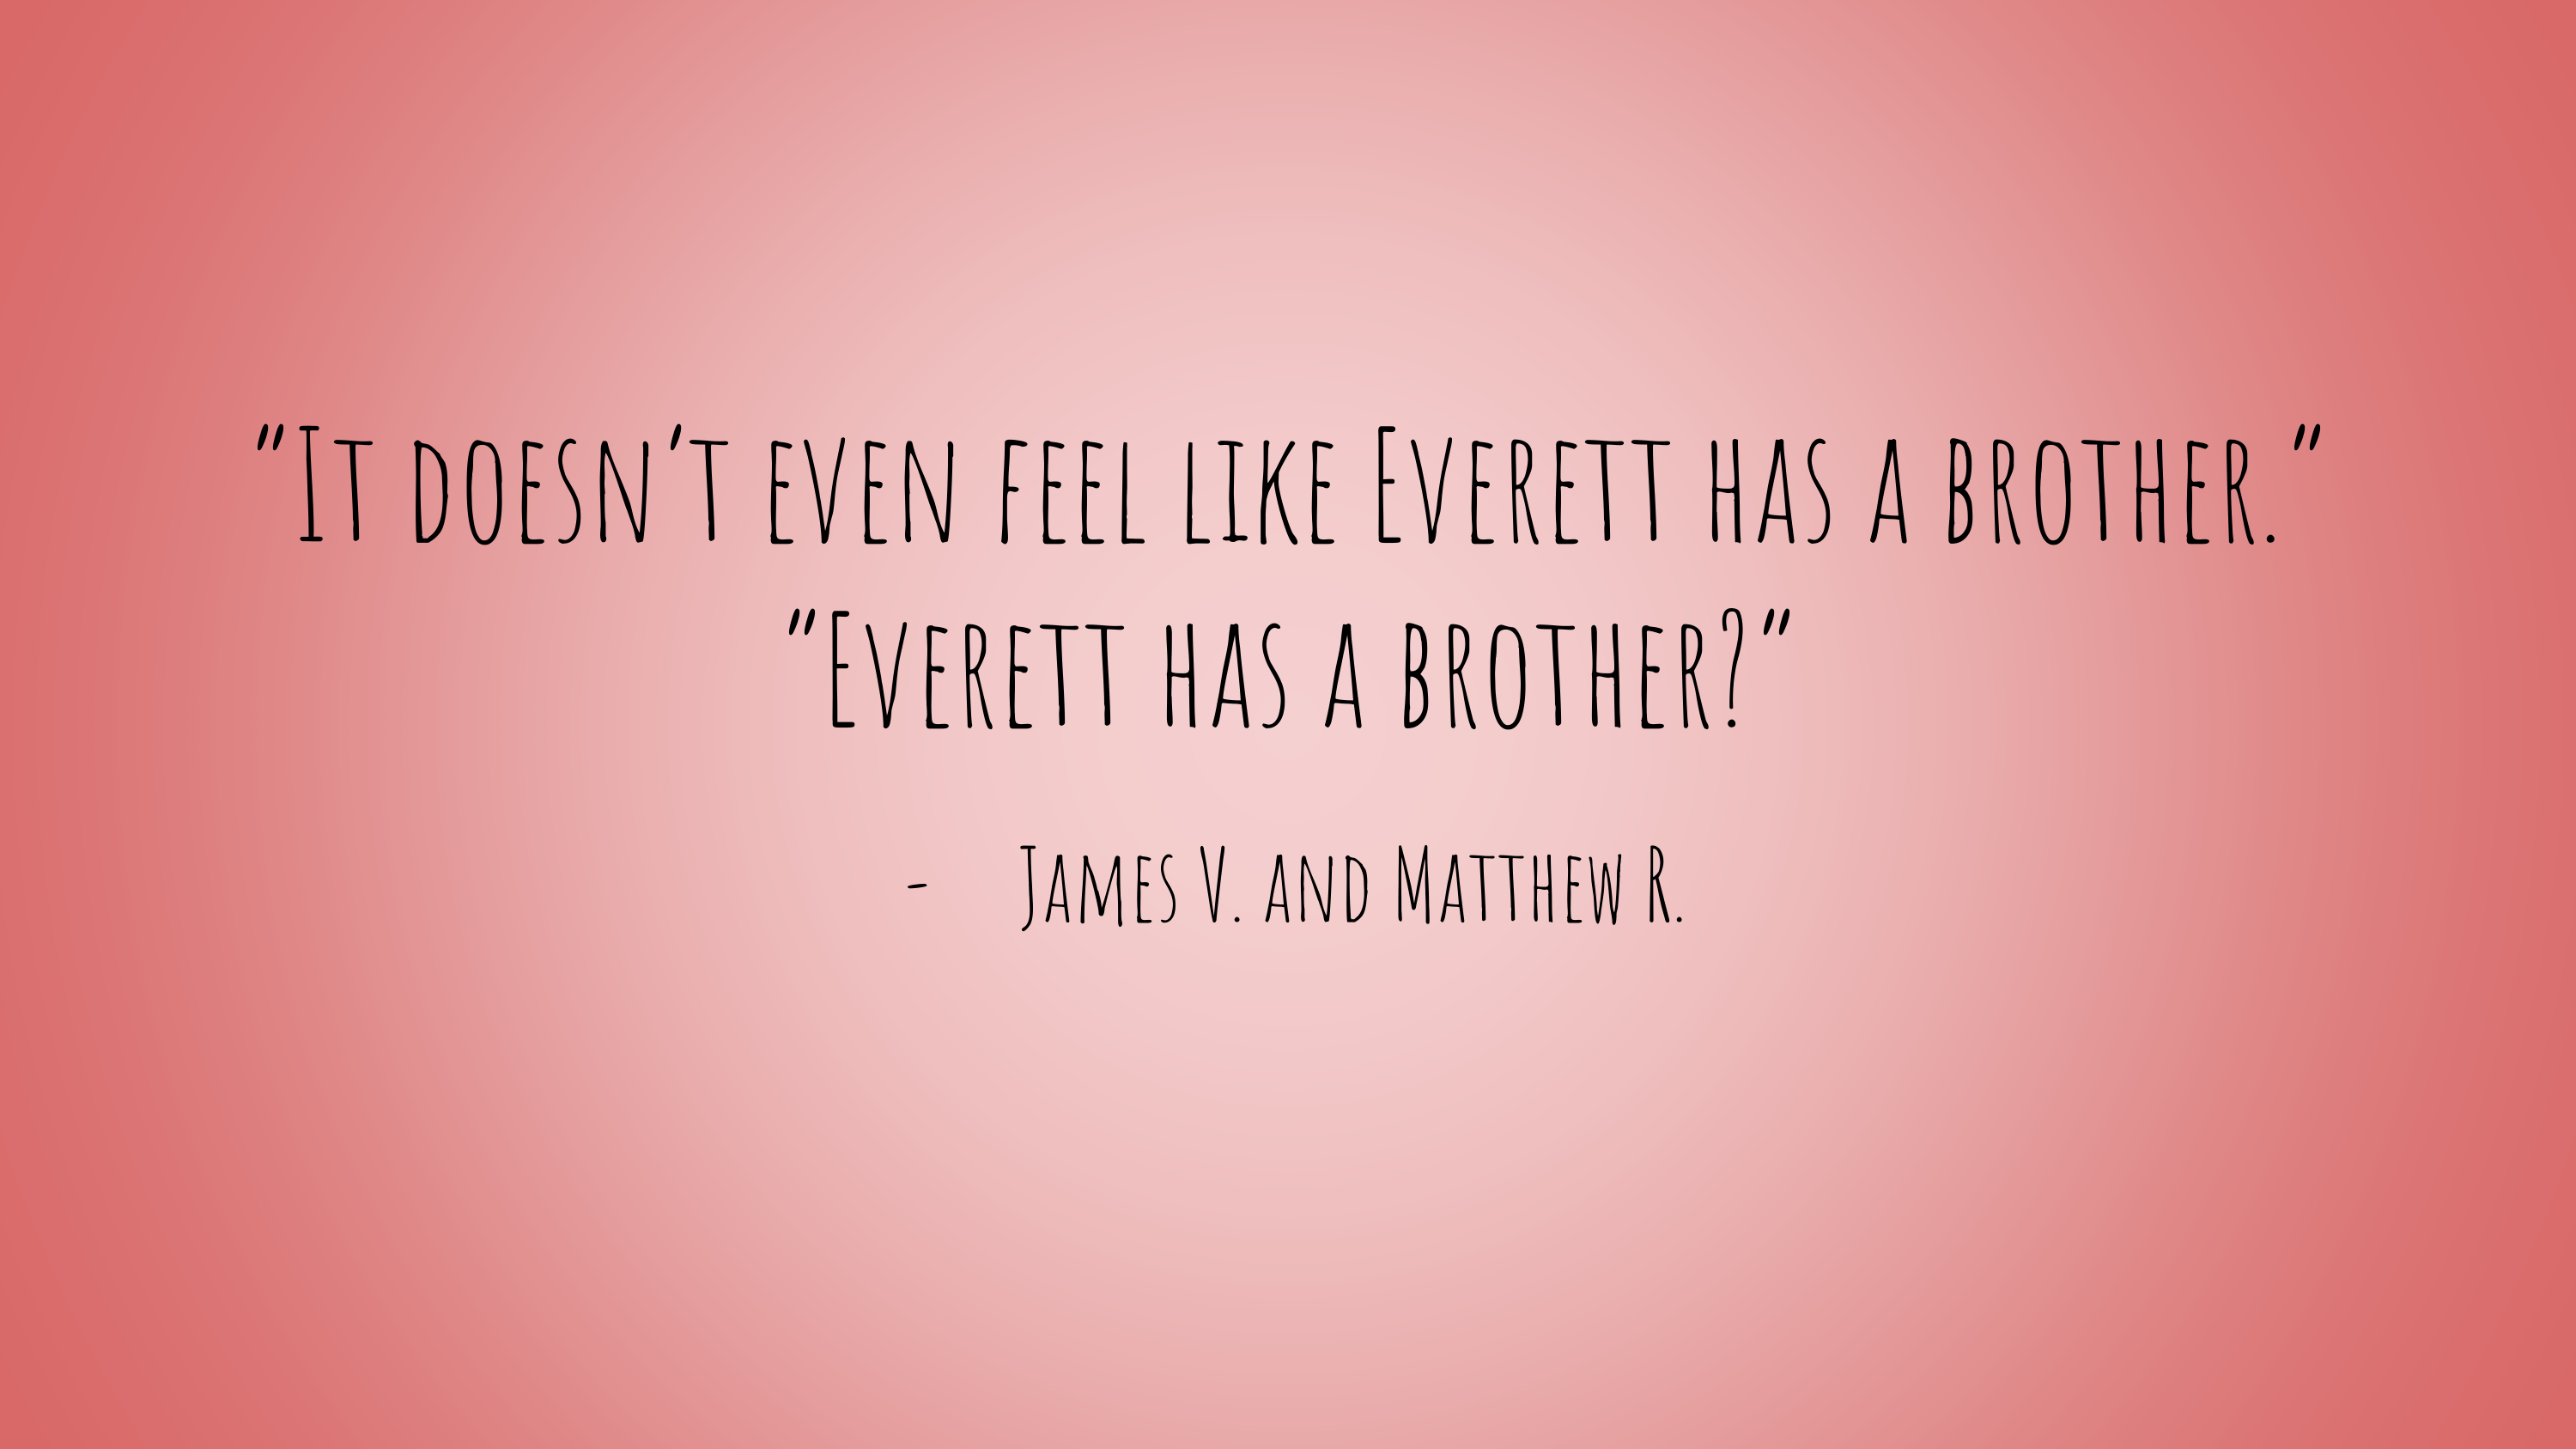 “It doesn’t even feel like Everett has a brother.”
“Everett has a brother?”
- James V. and Matthew R.